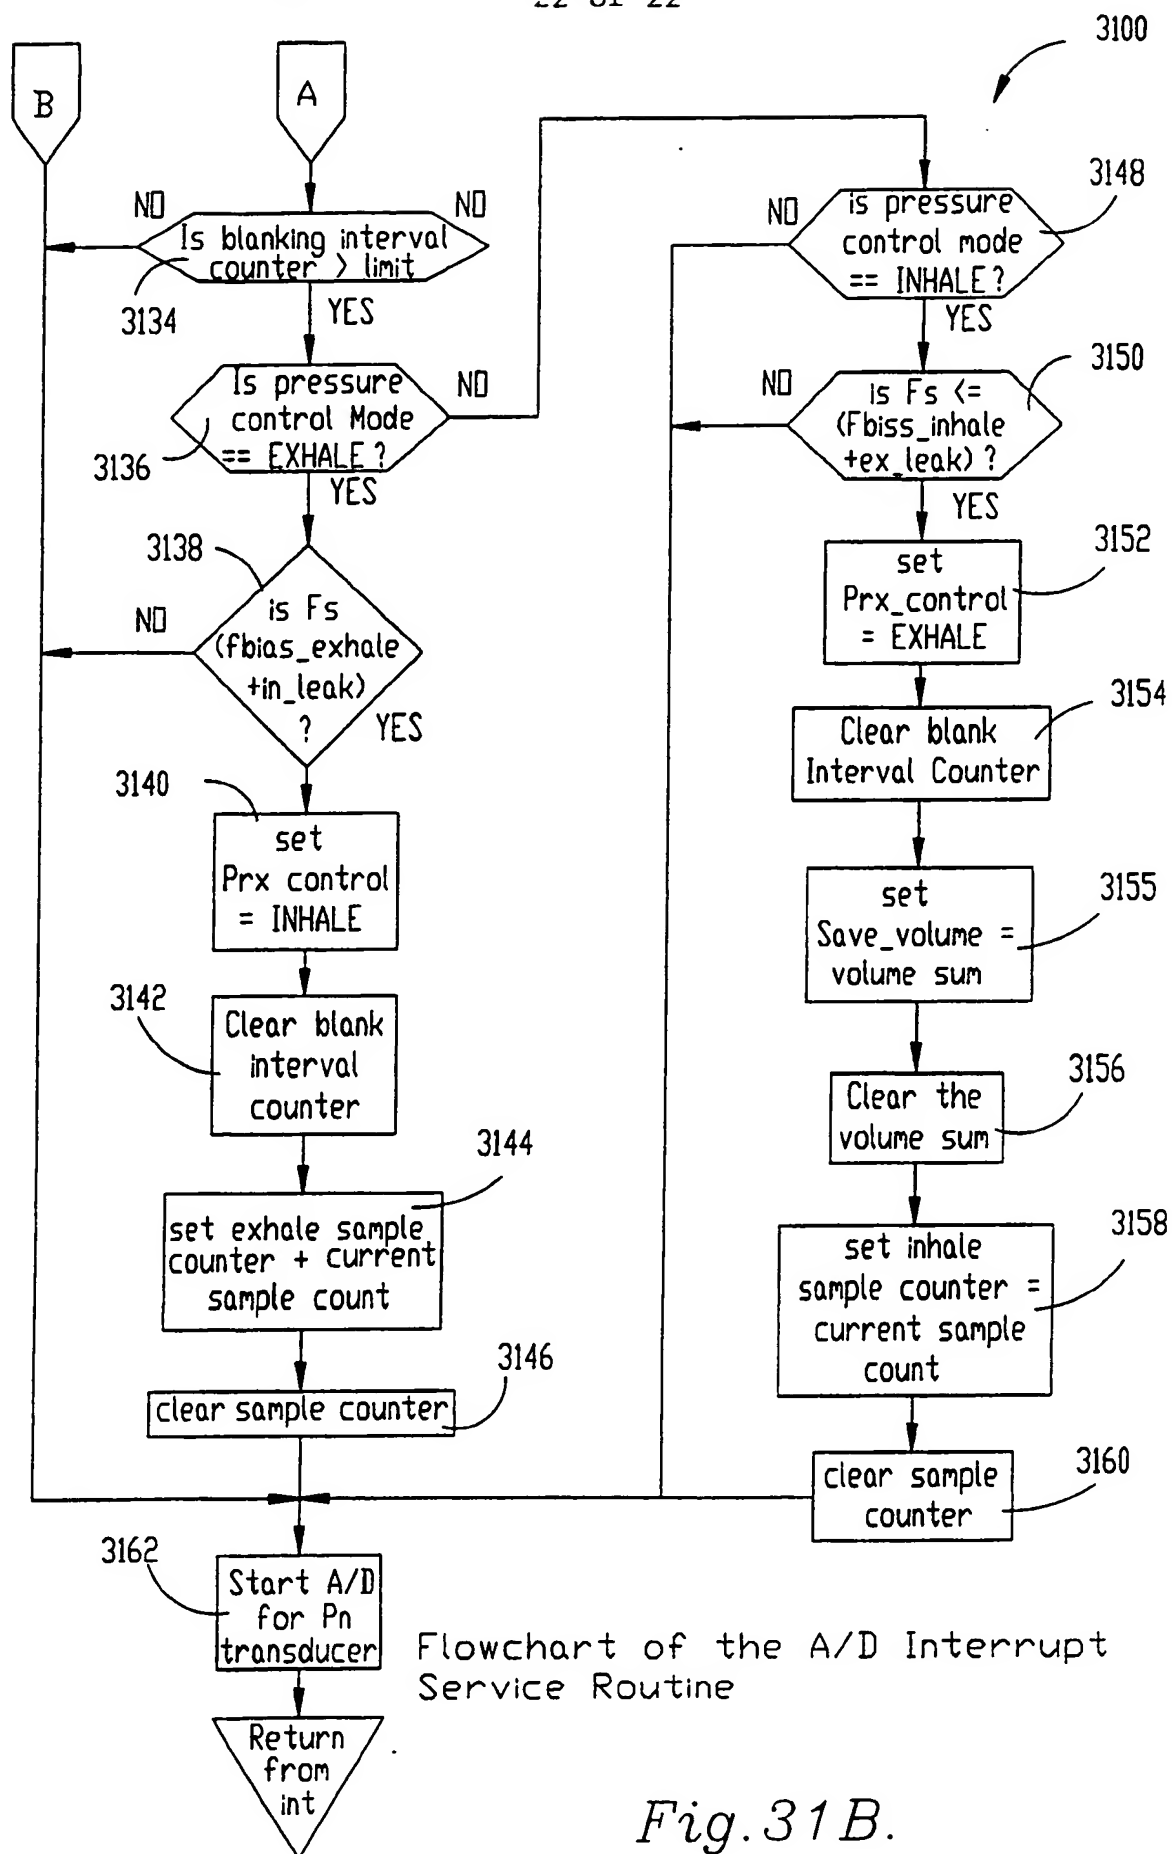 22 of 22
3100
B
A
NO
NO
Is blanking interval
counter > limit
3134
YES
Is pressure
control Mode
== EXHALE ?
NO
3136
YES
3138
is Fs
(fbias_exhale
+in_leak)
?
NO
YES
3140
set
Prx control
= INHALE
3142
Clear blank
interval
counter
3144
set exhale sample
counter + current
sample count
3146
clear sample counter
3148
NO
is pressure
control mode
== INHALE ?
YES
3150
NO
is Fs <=
(Fbiss_inhale
+ex_leak) ?
YES
3152
set
Prx_control
= EXHALE
3154
Clear blank
Interval Counter
3155
set
Save_volume =
volume sum
3156
Clear the
volume sum
3158
set inhale
sample counter =
current sample
count
3160
clear sample
counter
3162
Start A/D
for Pn
transducer
Return
from
int
Flowchart of the A/D Interrupt
Service Routine
Fig.31B.